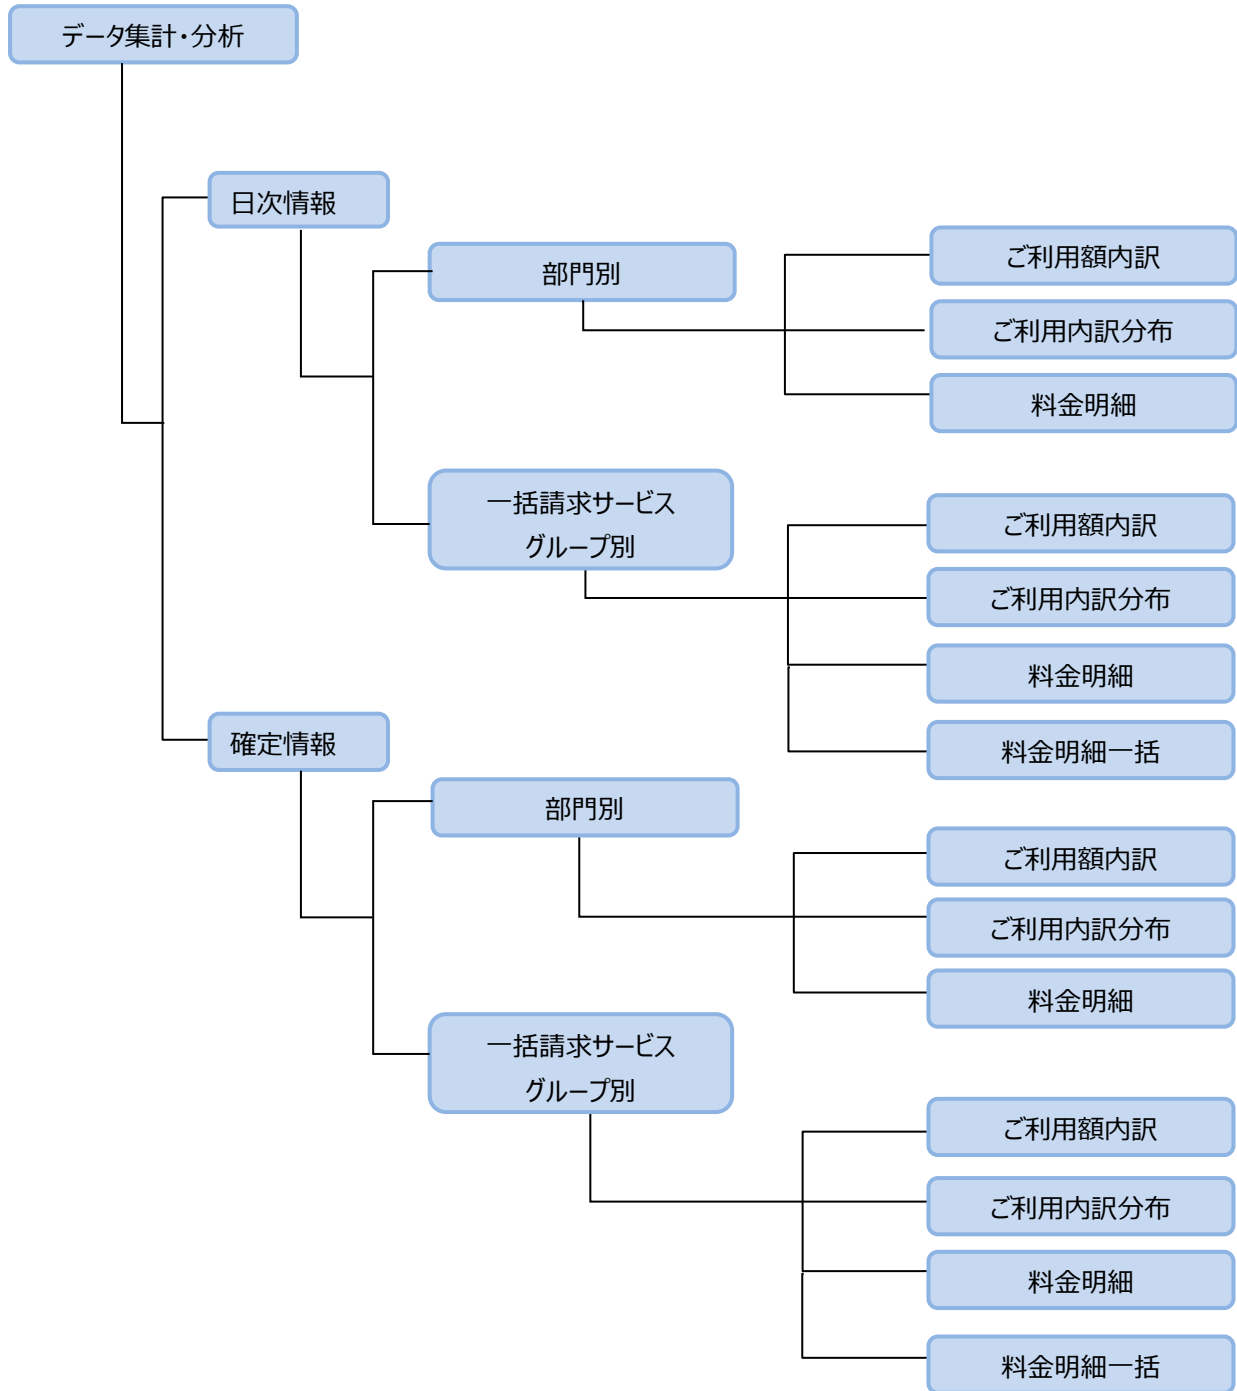 データ集計・分析
日次情報
部門別
ご利用額内訳
ご利用内訳分布
料金明細
一括請求サービス
グループ別
ご利用額内訳
ご利用内訳分布
料金明細
料金明細一括
確定情報
部門別
ご利用額内訳
ご利用内訳分布
料金明細
一括請求サービス
グループ別
ご利用額内訳
ご利用内訳分布
料金明細
料金明細一括